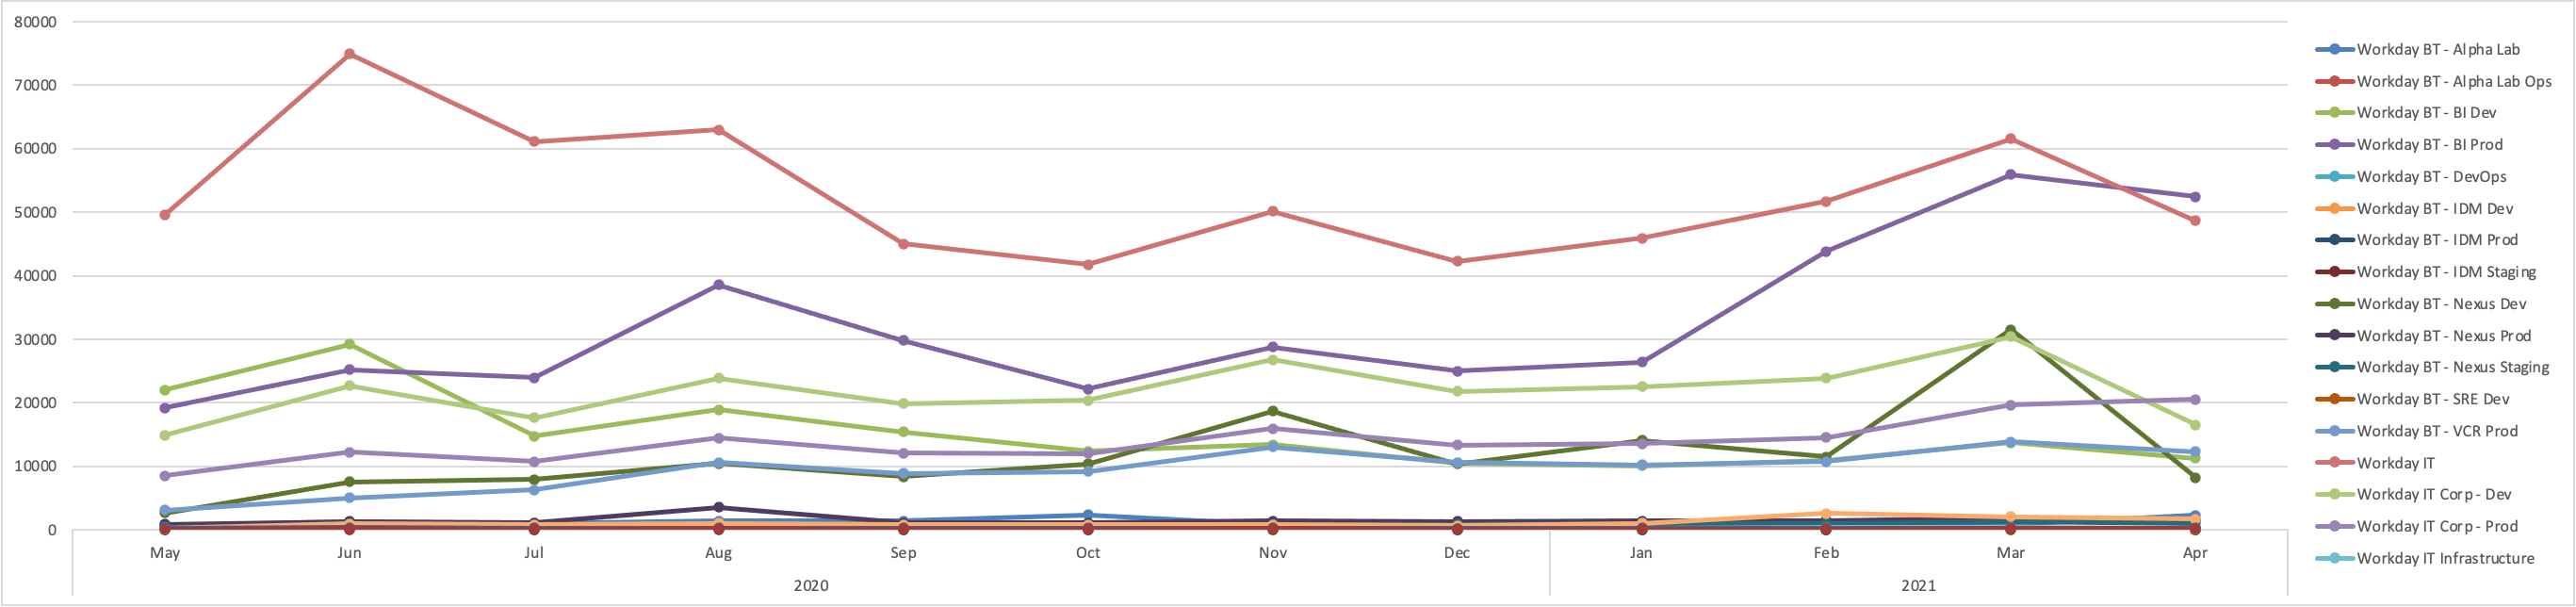 80000
70000
60000
50000
40000
30000
20000
10000
0
May Jun Jul Aug Sep Oct Nov Dec Jan Feb Mar Apr
2020 2021
Workday BT - Alpha Lab
Workday BT - Alpha Lab Ops
Workday BT - BI Dev
Workday BT - BI Prod
Workday BT - DevOps
Workday BT - IDM Dev
Workday BT - IDM Prod
Workday BT - IDM Staging
Workday BT - Nexus Dev
Workday BT - Nexus Prod
Workday BT - Nexus Staging
Workday BT - SRE Dev
Workday BT - VCR Prod
Workday IT
Workday IT Corp - Dev
Workday IT Corp - Prod
Workday IT Infrastructure